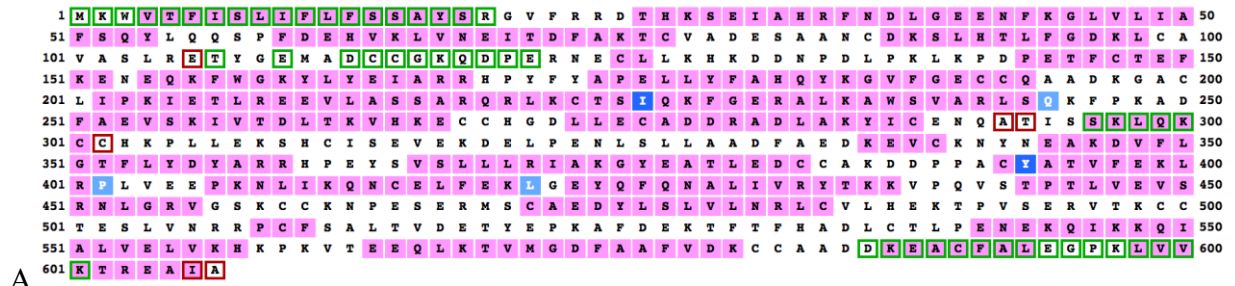 1 M K W V T F I S L I F L F S S A Y S R G V F R R D T H K S E I A H R F N D L G E E N F K G L V L I A 50
51 F S Q Y L Q Q S P F D E H V K L V N E I T D F A K T C V A D E S A A N C D K S L H T L F G D K L C A 100
101 V A S L R E T Y G E M A D C C G K Q D P E R N E C L L K H K D D N P D L P K L K P D P E T F C T E F 150
151 K E N E Q K F W G K Y L Y E I A R R H P Y F Y A P E L L Y F A H Q Y K G V F G E C C Q A A D K G A C 200
201 L I P K I E T L R E E V L A S S A R Q R L K C T S I Q K F G E R A L K A W S V A R L S Q K F P K A D 250
251 F A E V S K I V T D L T K V H K E C C H G D L L E C A D D R A D L A K Y I C E N Q A T I S S K L Q K 300
301 C C H K P L L E K S H C I S E V E K D E L P E N L S L L A A D F A E D K E V C K N Y N E A K D V F L 350
351 G T F L Y D Y A R R H P E Y S V S L L L R I A K G Y E A T L E D C C A K D D P P A C Y A T V F E K L 400
401 R P L V E E P K N L I K Q N C E L F E K L G E Y Q F Q N A L I V R Y T K K V P Q V S T P T L V E V S 450
451 R N L G R V G S K C C K N P E S E R M S C A E D Y L S L V L N R L C V L H E K T P V S E R V T K C C 500
501 T E S L V N R R P C F S A L T V D E T Y E P K A F D E K T F T F H A D L C T L P E N E K Q I K K Q I 550
551 A L V E L V K H K P K V T E E Q L K T V M G D F A A F V D K C C A A D D K E A C F A L E G P K L V V 600
601 K T R E A I A
A